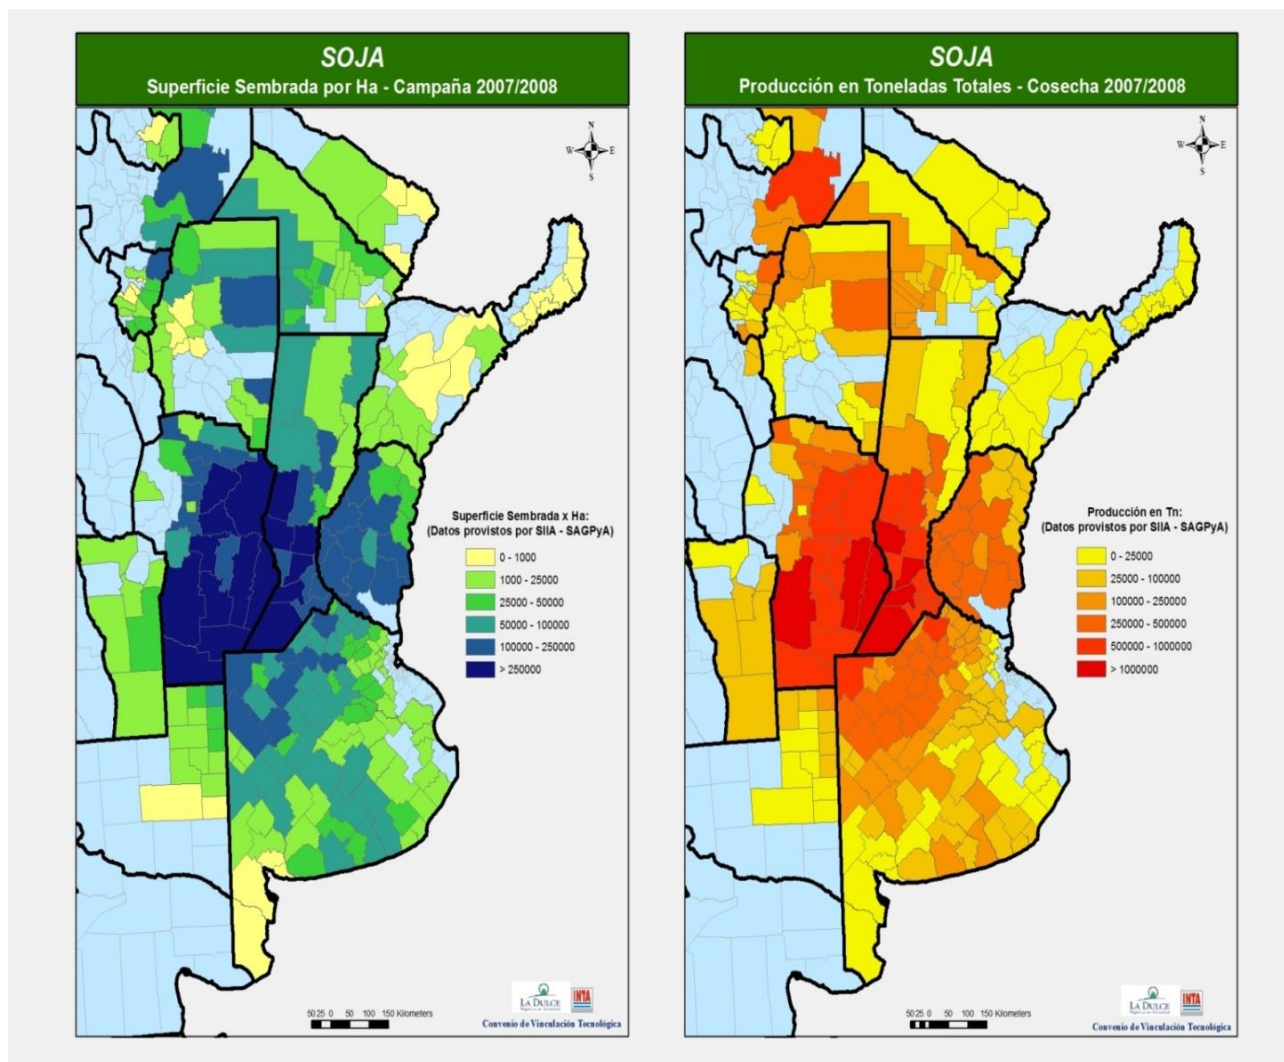 SOJA
Superficie Sembrada por Ha - Campaña 2007/2008
N
W E
S
Superficie Sembrada x Ha:
(Datos provistos por SIIA - SAGPyA)
0 - 1000
1000 - 25000
25000 - 50000
50000 - 100000
100000 - 250000
> 250000
LA DULCE
INTA
5025 0 50 100 150 Kilometers
Convenio de Vinculación Tecnológica
SOJA
Producción en Toneladas Totales - Cosecha 2007/2008
N
W E
S
Producción en Tn:
(Datos provistos por SIIA - SAGPyA)
0 - 25000
25000 - 100000
100000 - 250000
250000 - 500000
500000 - 1000000
> 1000000
LA DULCE
INTA
5025 0 50 100 150 Kilometers
Convenio de Vinculación Tecnológica